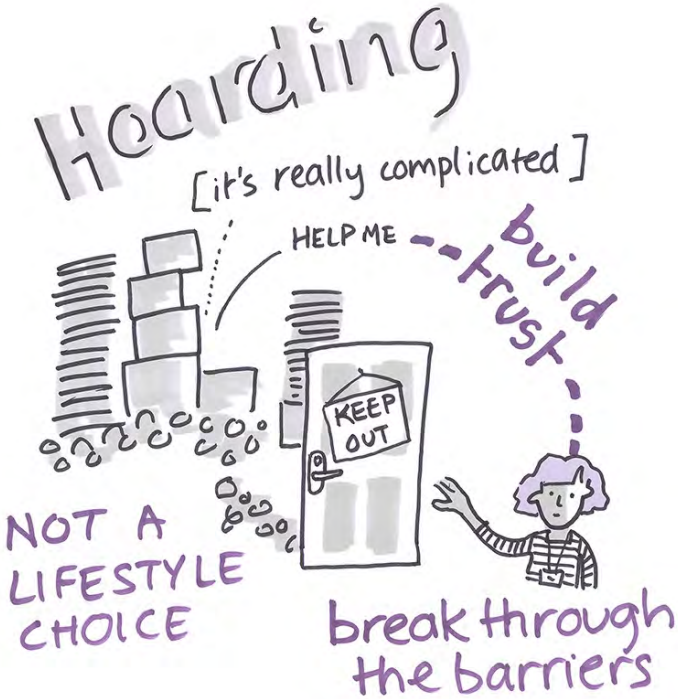 Hoarding
[it's really complicated]
HELP ME
build
trust
KEEP
OUT
NOT A
LIFESTYLE
CHOICE
break through
the barriers